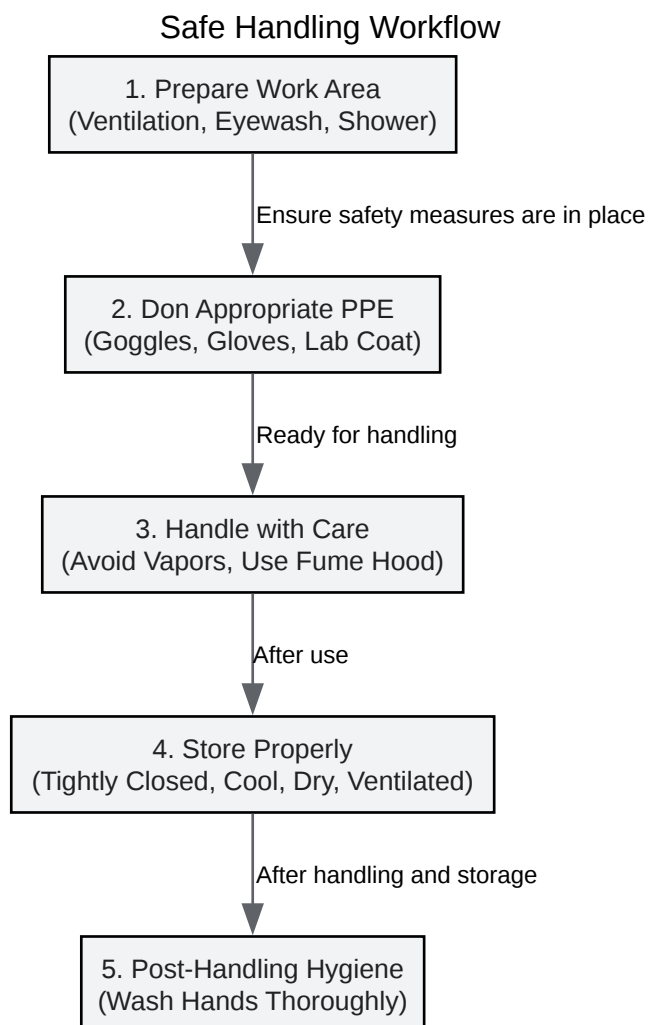 Safe Handling Workflow
1. Prepare Work Area
(Ventilation, Eyewash, Shower)
Ensure safety measures are in place
2. Don Appropriate PPE
(Goggles, Gloves, Lab Coat)
Ready for handling
3. Handle with Care
(Avoid Vapors, Use Fume Hood)
After use
4. Store Properly
(Tightly Closed, Cool, Dry, Ventilated)
After handling and storage
5. Post-Handling Hygiene
(Wash Hands Thoroughly)